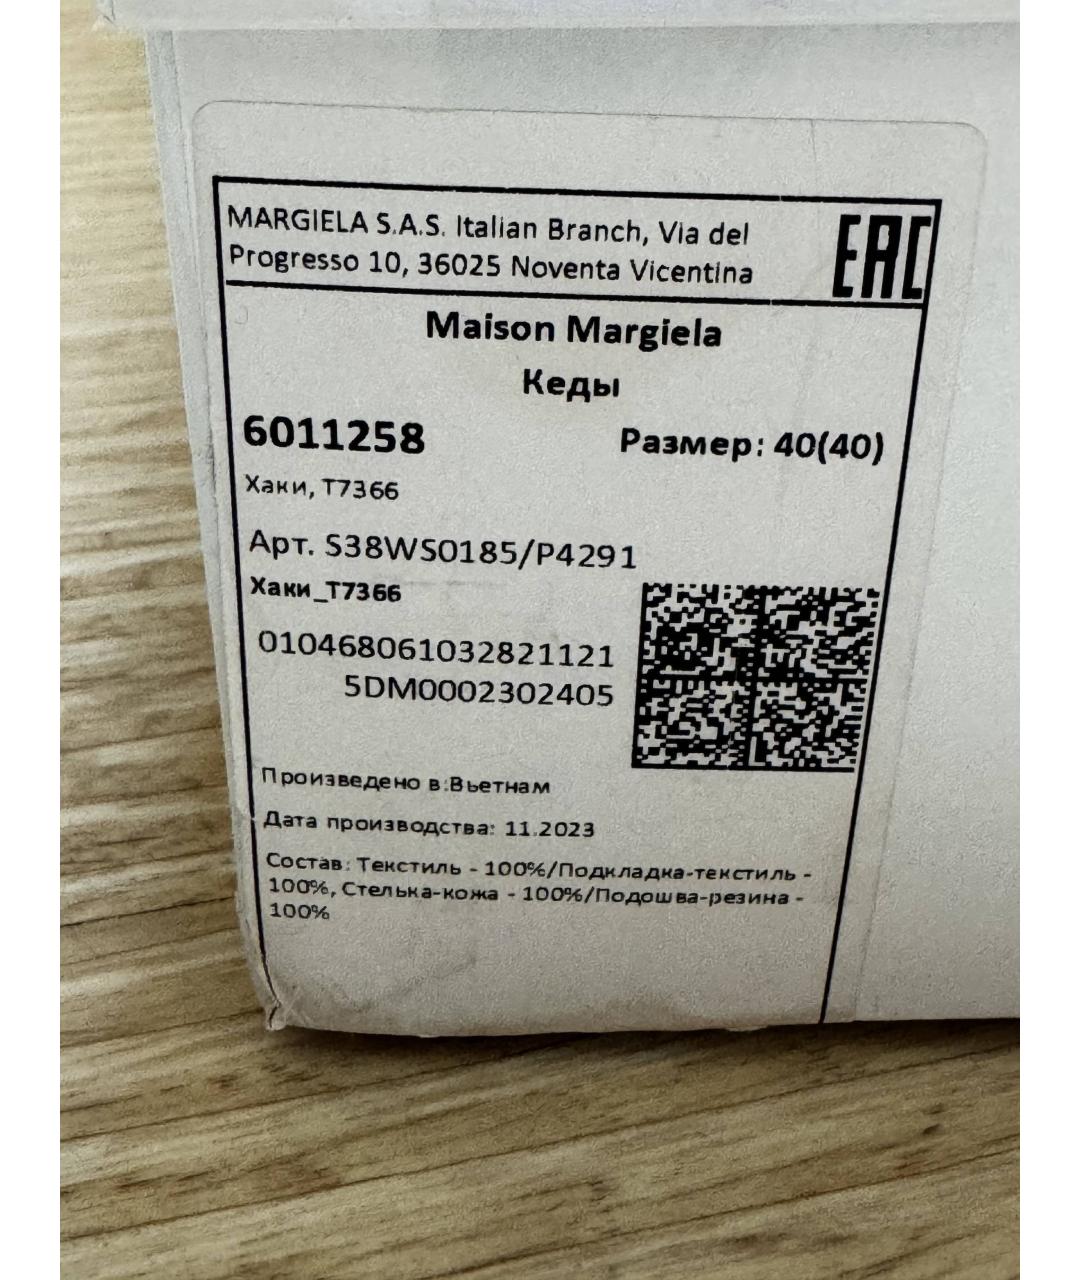 MARGIELA S.A.S. Italian Branch, Via del
Progresso 10, 36025 Noventa Vicentina
EAC
Maison Margiela
Кеды
6011258
Размер: 40(40)
Хаки, T7366
Арт. S38WS0185/P4291
Хаки_T7366
010468061032821121
5DM0002302405
Произведено в:Вьетнам
Дата производства: 11.2023
Состав: Текстиль - 100%/Подкладка-текстиль -
100%, Стелька-кожа - 100%/Подошва-резина -
100%